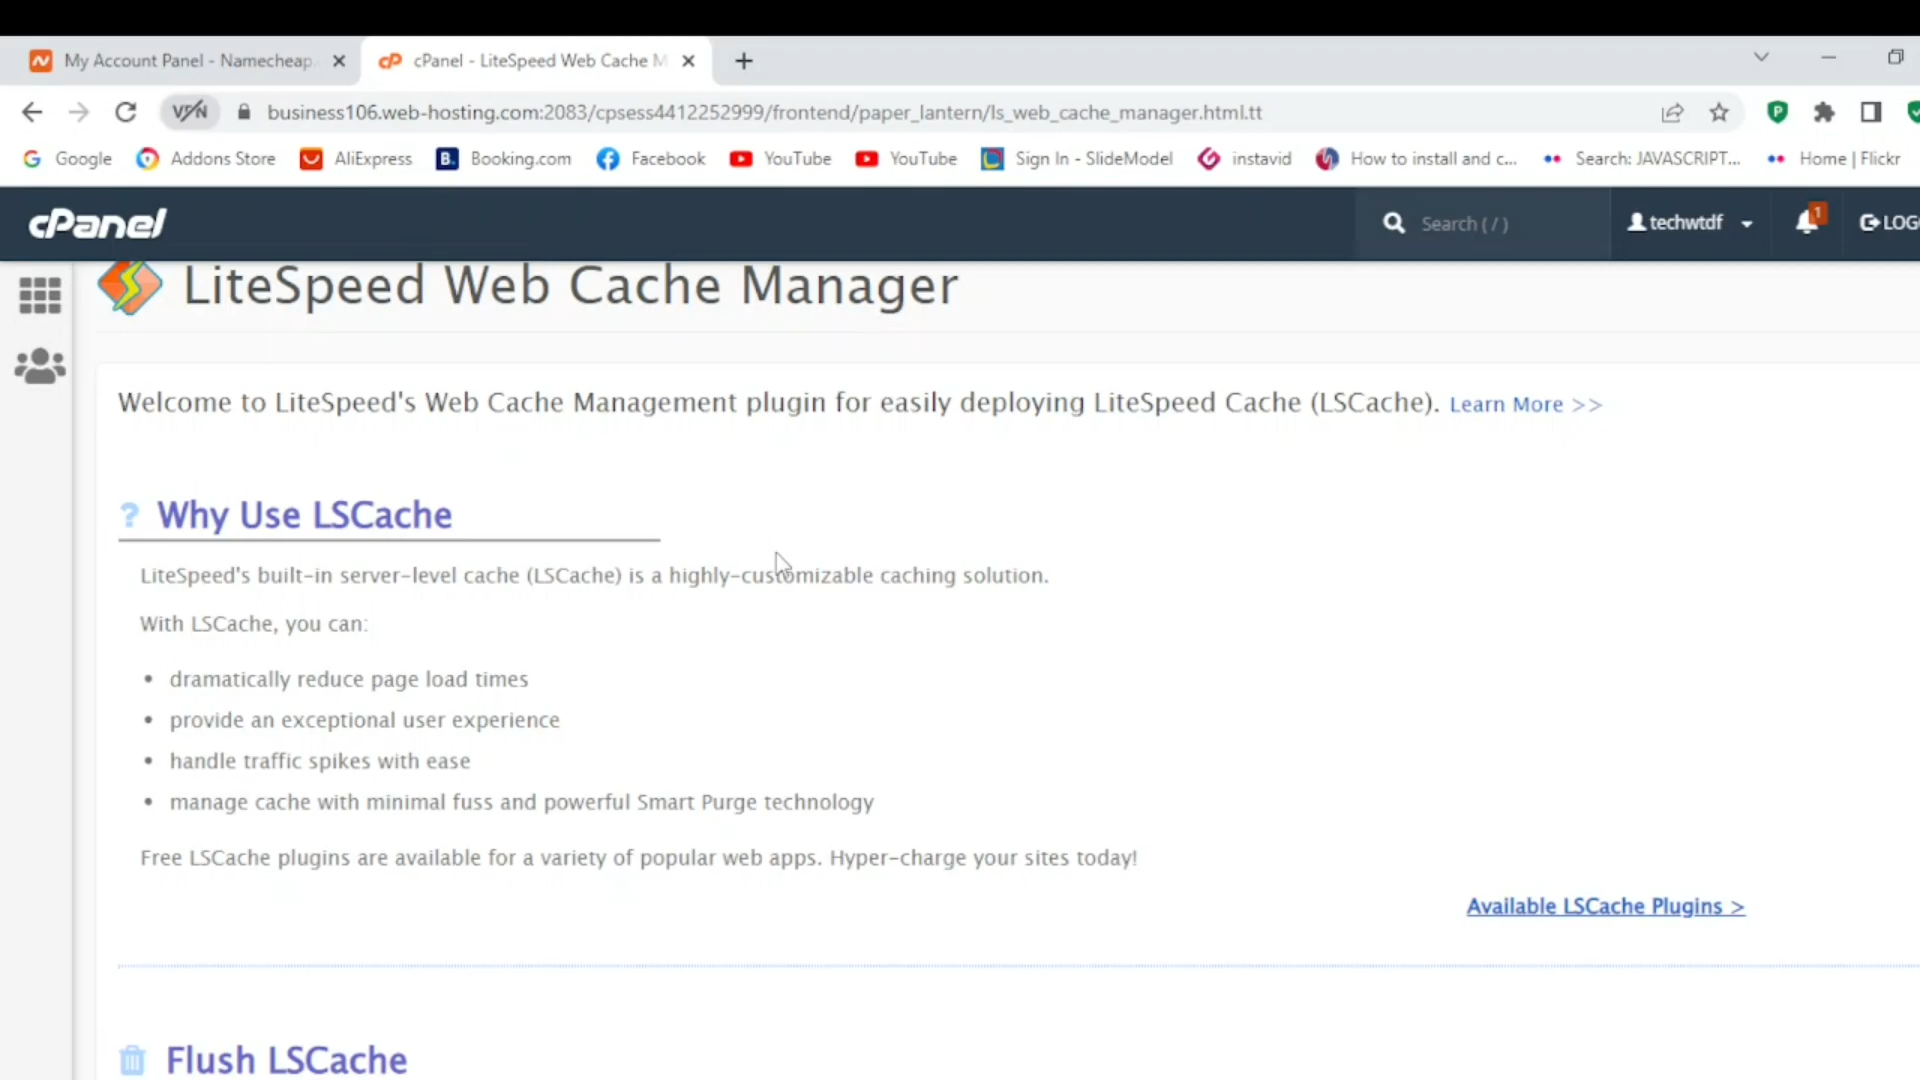 My Account Panel - Namecheap.
cPanel - LiteSpeed Web Cache M
VPN
business106.web-hosting.com:2083/cpsess4412252999/frontend/paper_lantern/ls_web_cache_manager.html.tt
Google Addons Store AliExpress B. Booking.com Facebook YouTube YouTube Sign In - SlideModel instavid How to install and c... Search: JAVASCRIPT... Home | Flickr
cPanel Search ( / ) techwtdf 1 LOG
LiteSpeed Web Cache Manager
Welcome to LiteSpeed's Web Cache Management plugin for easily deploying LiteSpeed Cache (LSCache). Learn More >>
? Why Use LSCache
LiteSpeed's built-in server-level cache (LSCache) is a highly-customizable caching solution.
With LSCache, you can:
• dramatically reduce page load times
• provide an exceptional user experience
• handle traffic spikes with ease
• manage cache with minimal fuss and powerful Smart Purge technology
Free LSCache plugins are available for a variety of popular web apps. Hyper-charge your sites today!
Available LSCache Plugins >
Flush LSCache